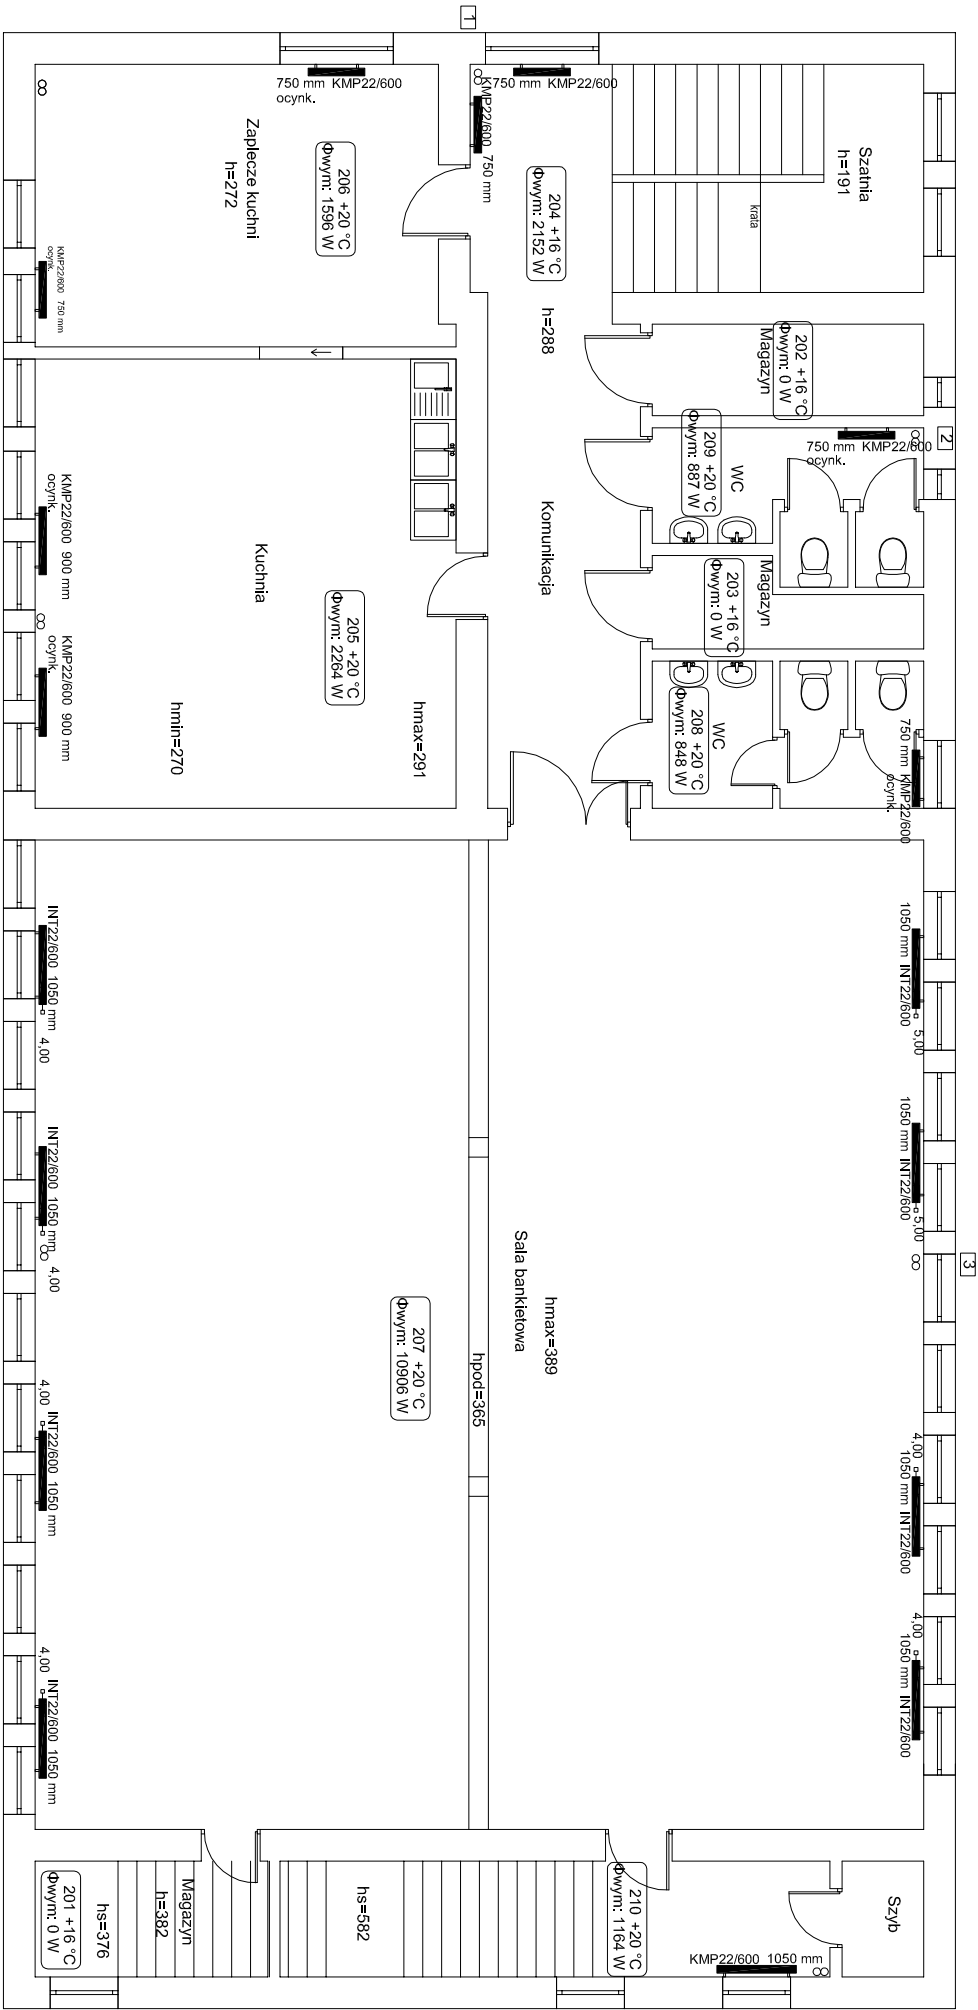 1
750 mm KMP22/600
ocynk.
750 mm KMP22/600
KMP22/600 750 mm
Szatnia
h=191
krata
Zaplecze kuchni
h=272
206 +20 °C
Φwym: 1596 W
204 +16 °C
Φwym: 2152 W
KMP22/600 750 mm
ocynk.
h=288
202 +16 °C
Φwym: 0 W
Magazyn
2
750 mm KMP22/600
ocynk.
209 +20 °C
Φwym: 887 W
WC
Komunikacja
KMP22/600 900 mm
ocynk.
Kuchnia
205 +20 °C
Φwym: 2264 W
Magazyn
203 +16 °C
Φwym: 0 W
KMP22/600 900 mm
ocynk.
hmin=270
hmax=291
WC
208 +20 °C
Φwym: 848 W
750 mm KMP22/600
ocynk.
INT22/600 1050 mm
4,00
1050 mm INT22/600
5,00
INT22/600 1050 mm
4,00
1050 mm INT22/600
5,00
3
Sala bankietowa
hmax=389
hpod=365
207 +20 °C
Φwym: 10906 W
4,00
INT22/600 1050 mm
4,00
1050 mm INT22/600
4,00
INT22/600 1050 mm
4,00
1050 mm INT22/600
Magazyn
h=382
hs=376
201 +16 °C
Φwym: 0 W
hs=582
210 +20 °C
Φwym: 1164 W
Szyb
KMP22/600 1050 mm